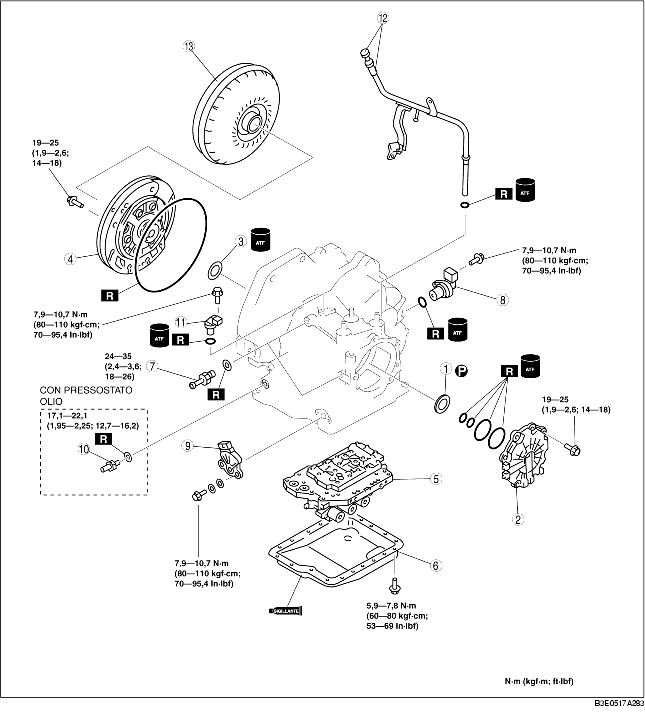 12
13
19—25
(1,9—2,6;
14—18)
R
ATF
4
3
ATF
7,9—10,7 N·m
(80—110 kgf·cm;
70—95,4 ln·lbf)
8
R
7,9—10,7 N·m
(80—110 kgf·cm;
70—95,4 ln·lbf)
11
ATF
R
R
ATF
24—35
(2,4—3,6;
18—26)
7
R
1
P
R
ATF
CON PRESSOSTATO
OLIO
17,1—22,1
(1,95—2,25; 12,7—16,2)
R
10
19—25
(1,9—2,6; 14—18)
9
5
2
7,9—10,7 N·m
(80—110 kgf·cm;
70—95,4 ln·lbf)
6
SIGILLANTE
5,9—7,8 N·m
(60—80 kgf·cm;
53—69 ln·lbf)
N·m (kgf·m; ft·lbf)
B3E0517A283